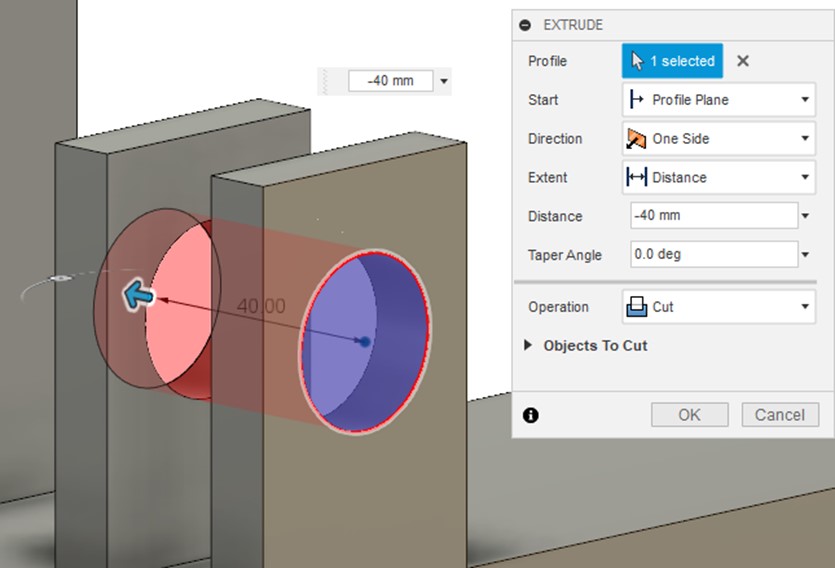 EXTRUDE
-40 mm
Profile 1 selected
Start Profile Plane
Direction One Side
Extent Distance
Distance -40 mm
Taper Angle 0.0 deg
40.00
Operation Cut
Objects To Cut
OK Cancel